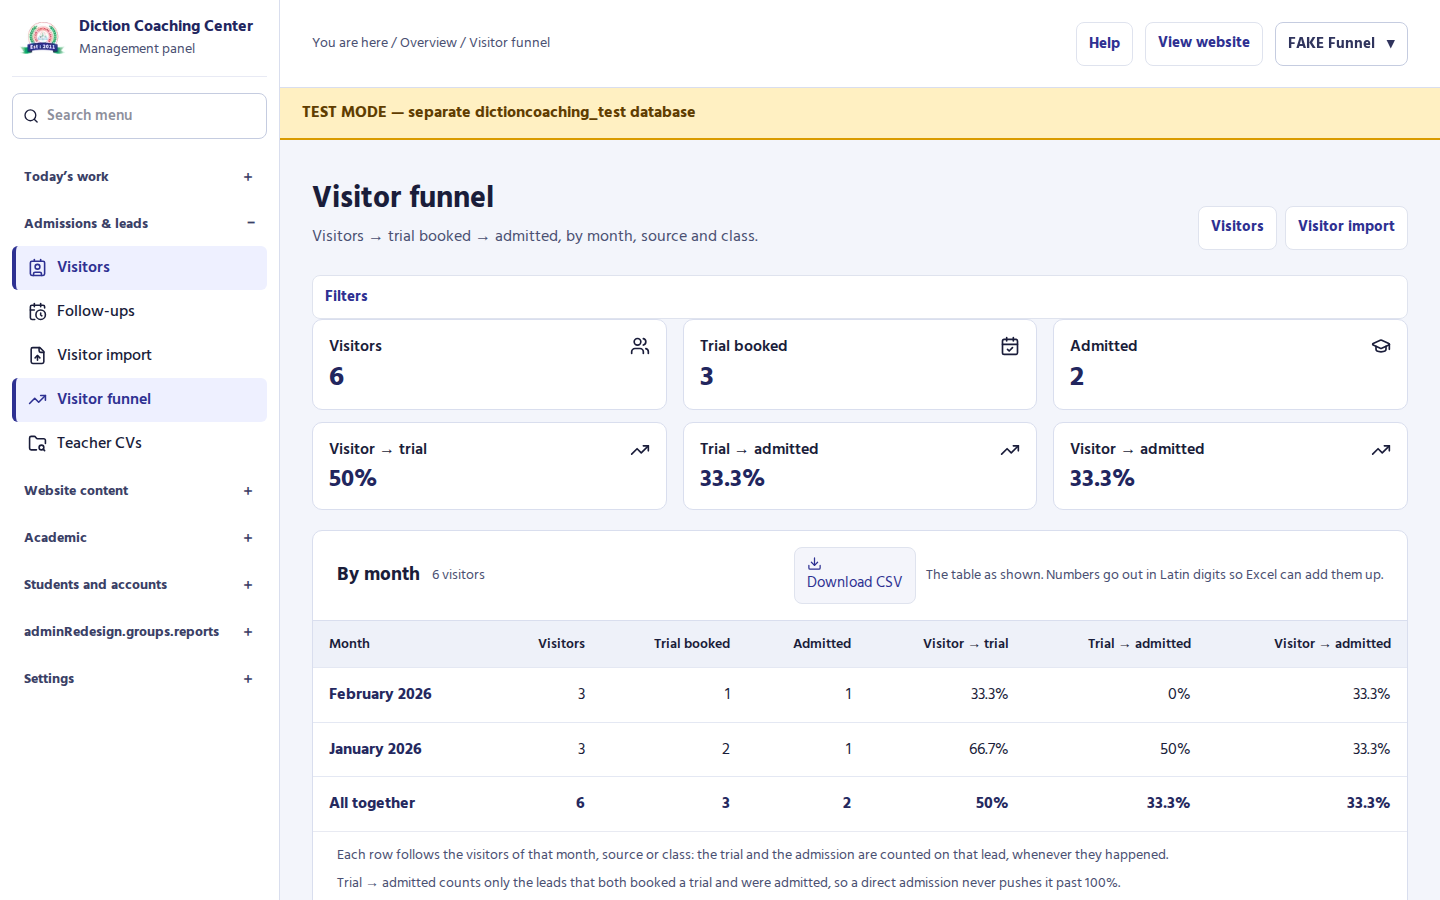 Diction Coaching Center
Management panel
Est : 2011
Search menu
Today’s work +
Admissions & leads −
Visitors
Follow-ups
Visitor import
Visitor funnel
Teacher CVs
Website content +
Academic +
Students and accounts +
adminRedesign.groups.reports +
Settings +
You are here / Overview / Visitor funnel
Help
View website
FAKE Funnel ▼
TEST MODE — separate dictioncoaching_test database
Visitor funnel
Visitors → trial booked → admitted, by month, source and class.
Visitors
Visitor import
Filters
Visitors
6
Trial booked
3
Admitted
2
Visitor → trial
50%
Trial → admitted
33.3%
Visitor → admitted
33.3%
By month 6 visitors
Download CSV
The table as shown. Numbers go out in Latin digits so Excel can add them up.
Month Visitors Trial booked Admitted Visitor → trial Trial → admitted Visitor → admitted
February 2026 3 1 1 33.3% 0% 33.3%
January 2026 3 2 1 66.7% 50% 33.3%
All together 6 3 2 50% 33.3% 33.3%
Each row follows the visitors of that month, source or class: the trial and the admission are counted on that lead, whenever they happened.
Trial → admitted counts only the leads that both booked a trial and were admitted, so a direct admission never pushes it past 100%.